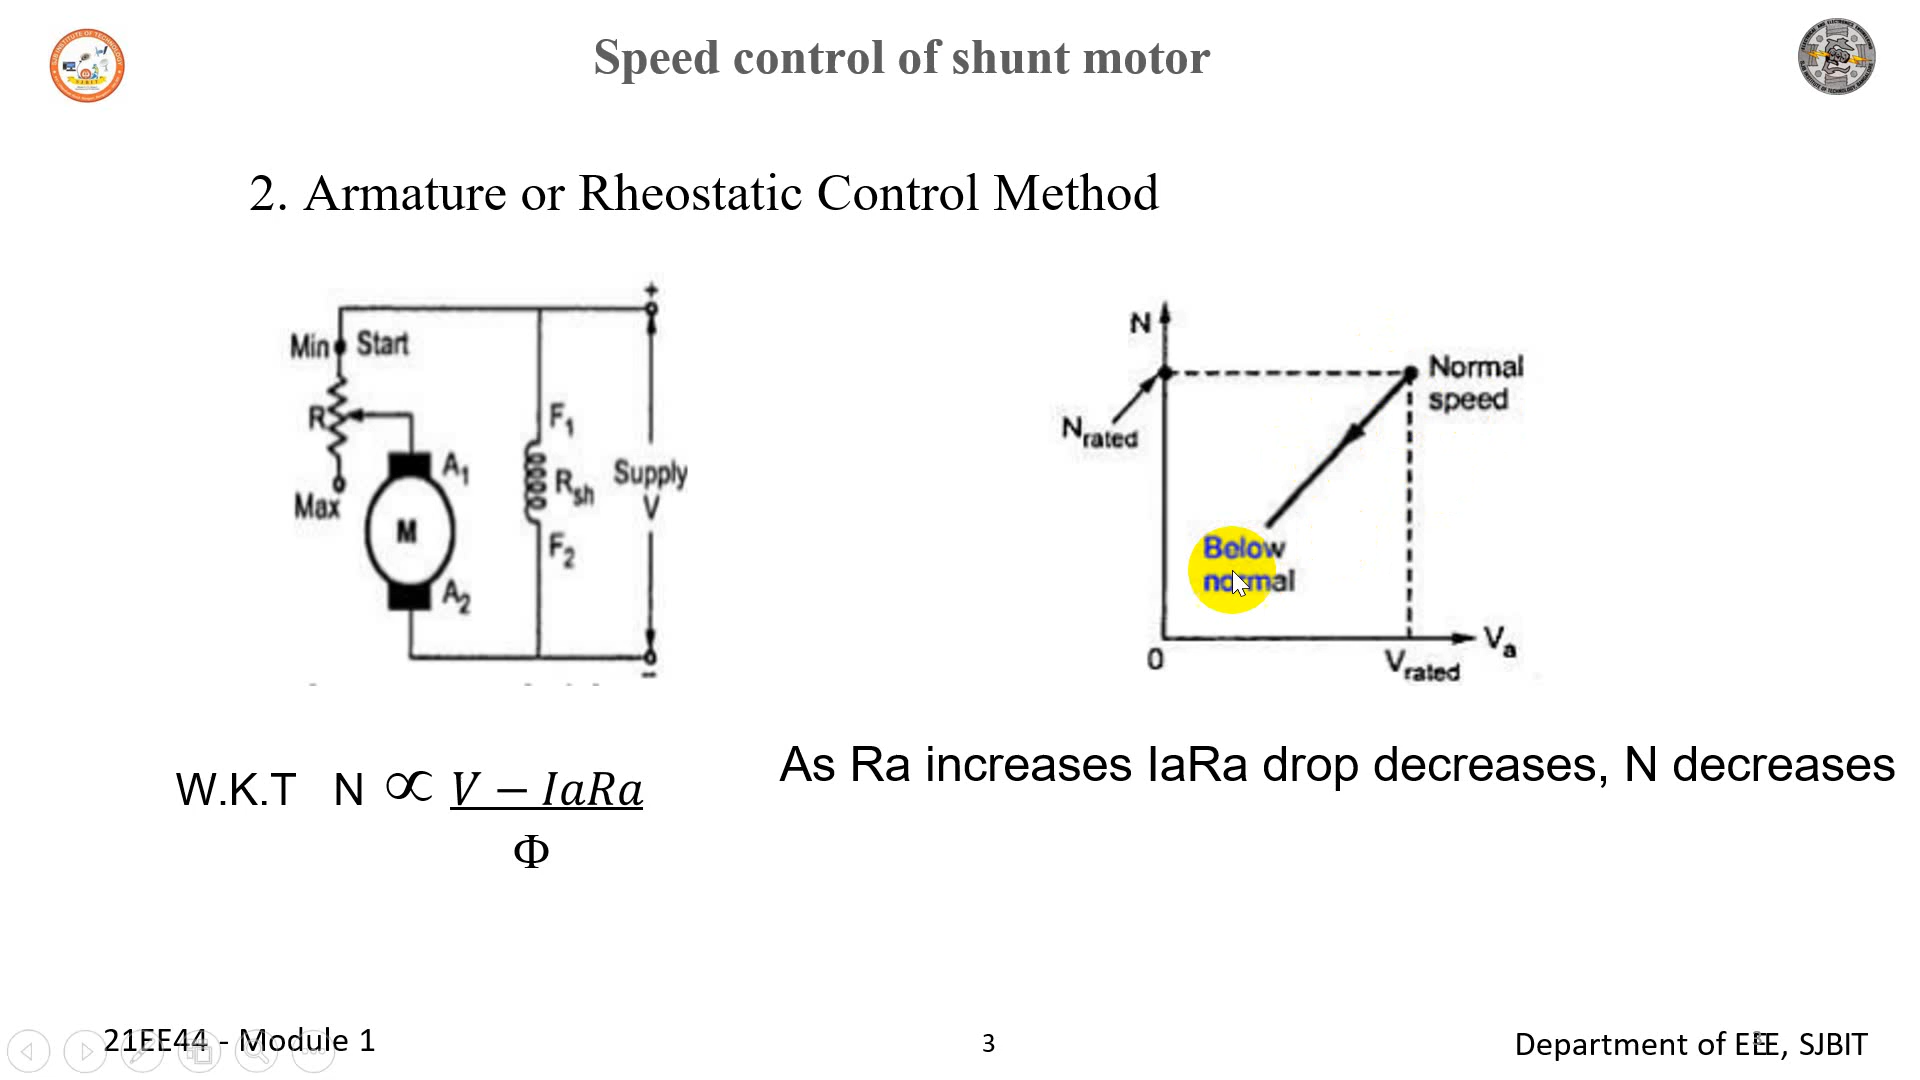 Speed control of shunt motor
2. Armature or Rheostatic Control Method
+
Min Start
R
Max
A1
M
A2
F1
Rsh
F2
Supply
V
-
N
Normal
speed
Nrated
Below
normal
0
Vrated
Va
W.K.T N ∝ V − IaRa
Φ
As Ra increases IaRa drop decreases, N decreases
21EE44 - Module 1
3
Department of EEE, SJBIT